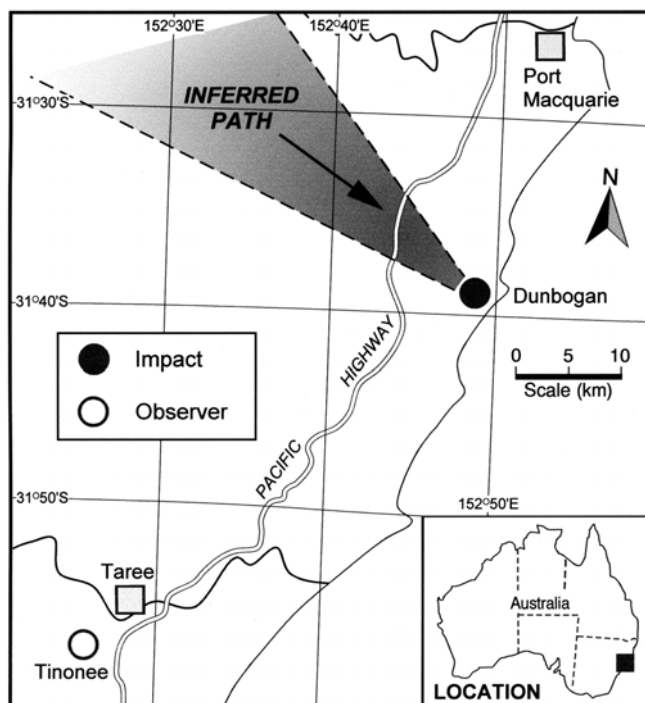 152°30'E
152°40'E
Port
Macquarie
31°30'S
INFERRED
PATH
N
31°40'S
Dunbogan
Impact
Observer
HIGHWAY
0 5 10
Scale (km)
PACIFIC
31°50'S
152°50'E
Taree
Tinonee
Australia
LOCATION